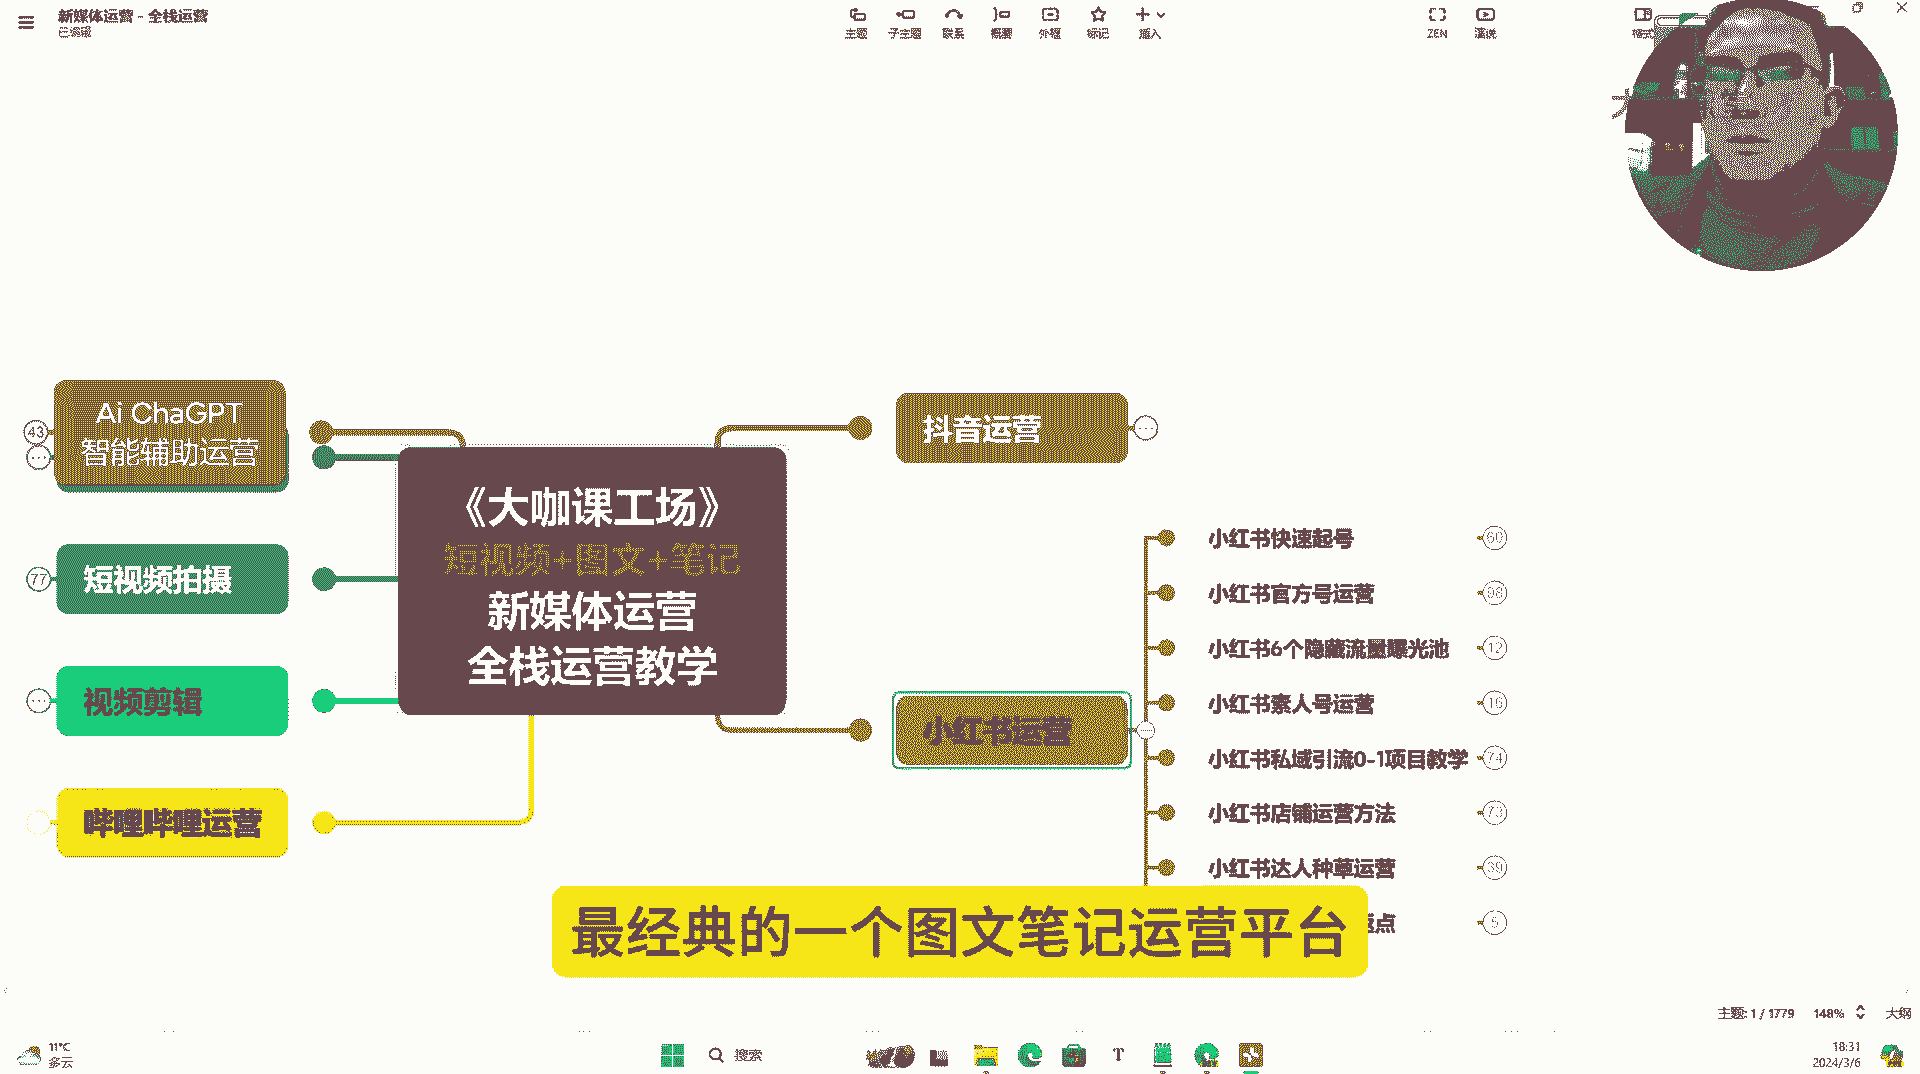 新媒体运营 - 全栈运营
已编辑
主题
子主题
联系
概要
外框
标记
插入
ZEN
演说
格式
43
Ai ChaGPT
智能辅助运营
77
短视频拍摄
视频剪辑
哔哩哔哩运营
《大咖课工场》
短视频+图文+笔记
新媒体运营
全栈运营教学
抖音运营
小红书运营
小红书快速起号
60
小红书官方号运营
98
小红书6个隐藏流量曝光池
12
小红书素人号运营
16
小红书私域引流0-1项目教学
74
小红书店铺运营方法
73
小红书达人种草运营
39
点
5
最经典的一个图文笔记运营平台
主题: 1 / 1779
148%
大纲
11°C
多云
搜索
18:31
2024/3/6